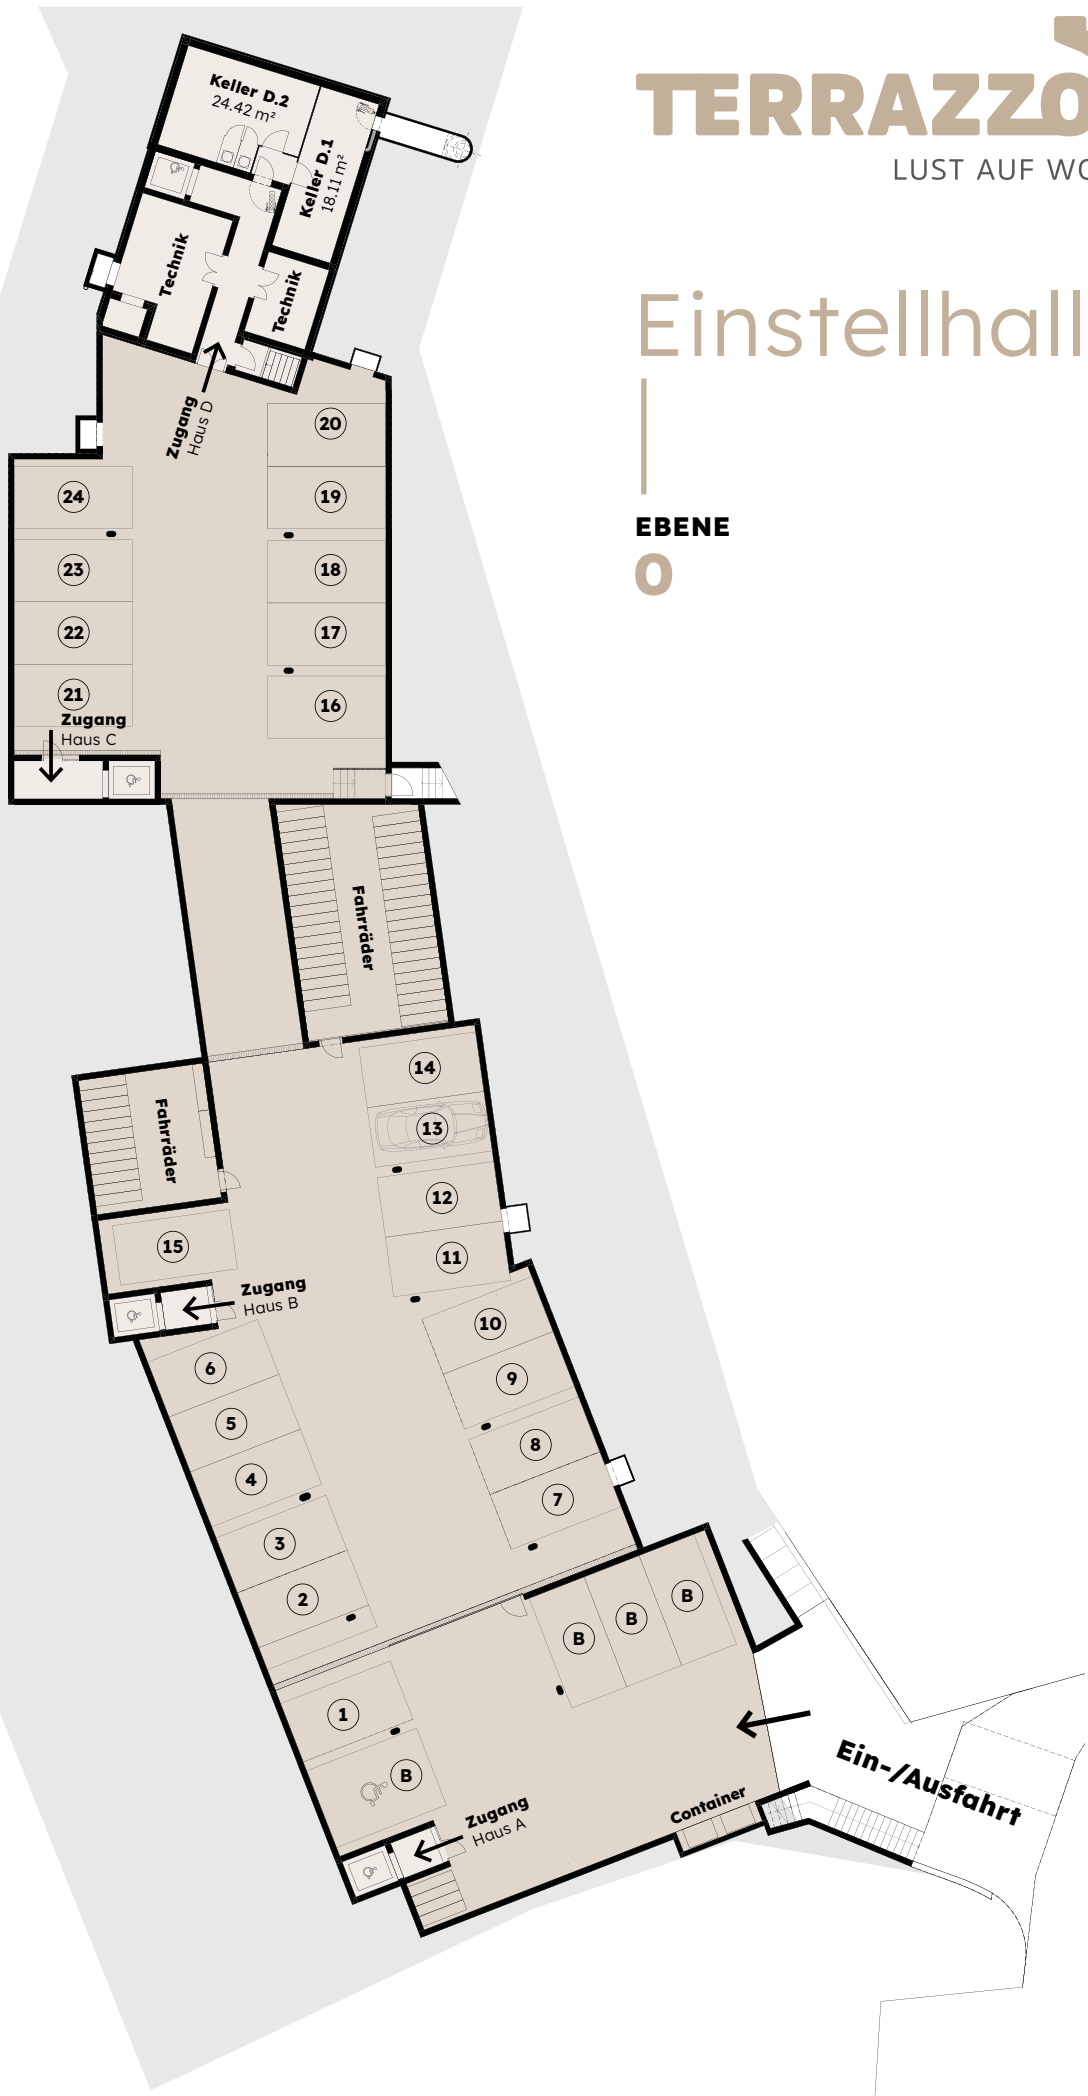 TERRAZZO
LUST AUF WO
Einstellhall
EBENE
0
Keller D.2
24.42 m²
Keller D.1
18.11 m²
Technik
Technik
Zugang
Haus D
20
24
19
23
18
22
17
21
16
Zugang
Haus C
Fahrräder
14
13
Fahrräder
12
15
11
Zugang
Haus B
10
6
9
5
8
4
7
3
2
B
B
B
1
B
Ein-/Ausfahrt
Container
Zugang
Haus A